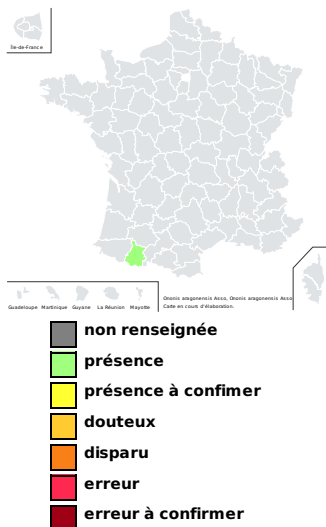 Île-de-France
Ononis aragonensis Asso, Ononis aragonensis Asso
Carte en cours d'élaboration.
Guadeloupe Martinique Guyane La Réunion Mayotte
non renseignée
présence
présence à confimer
douteux
disparu
erreur
erreur à confirmer